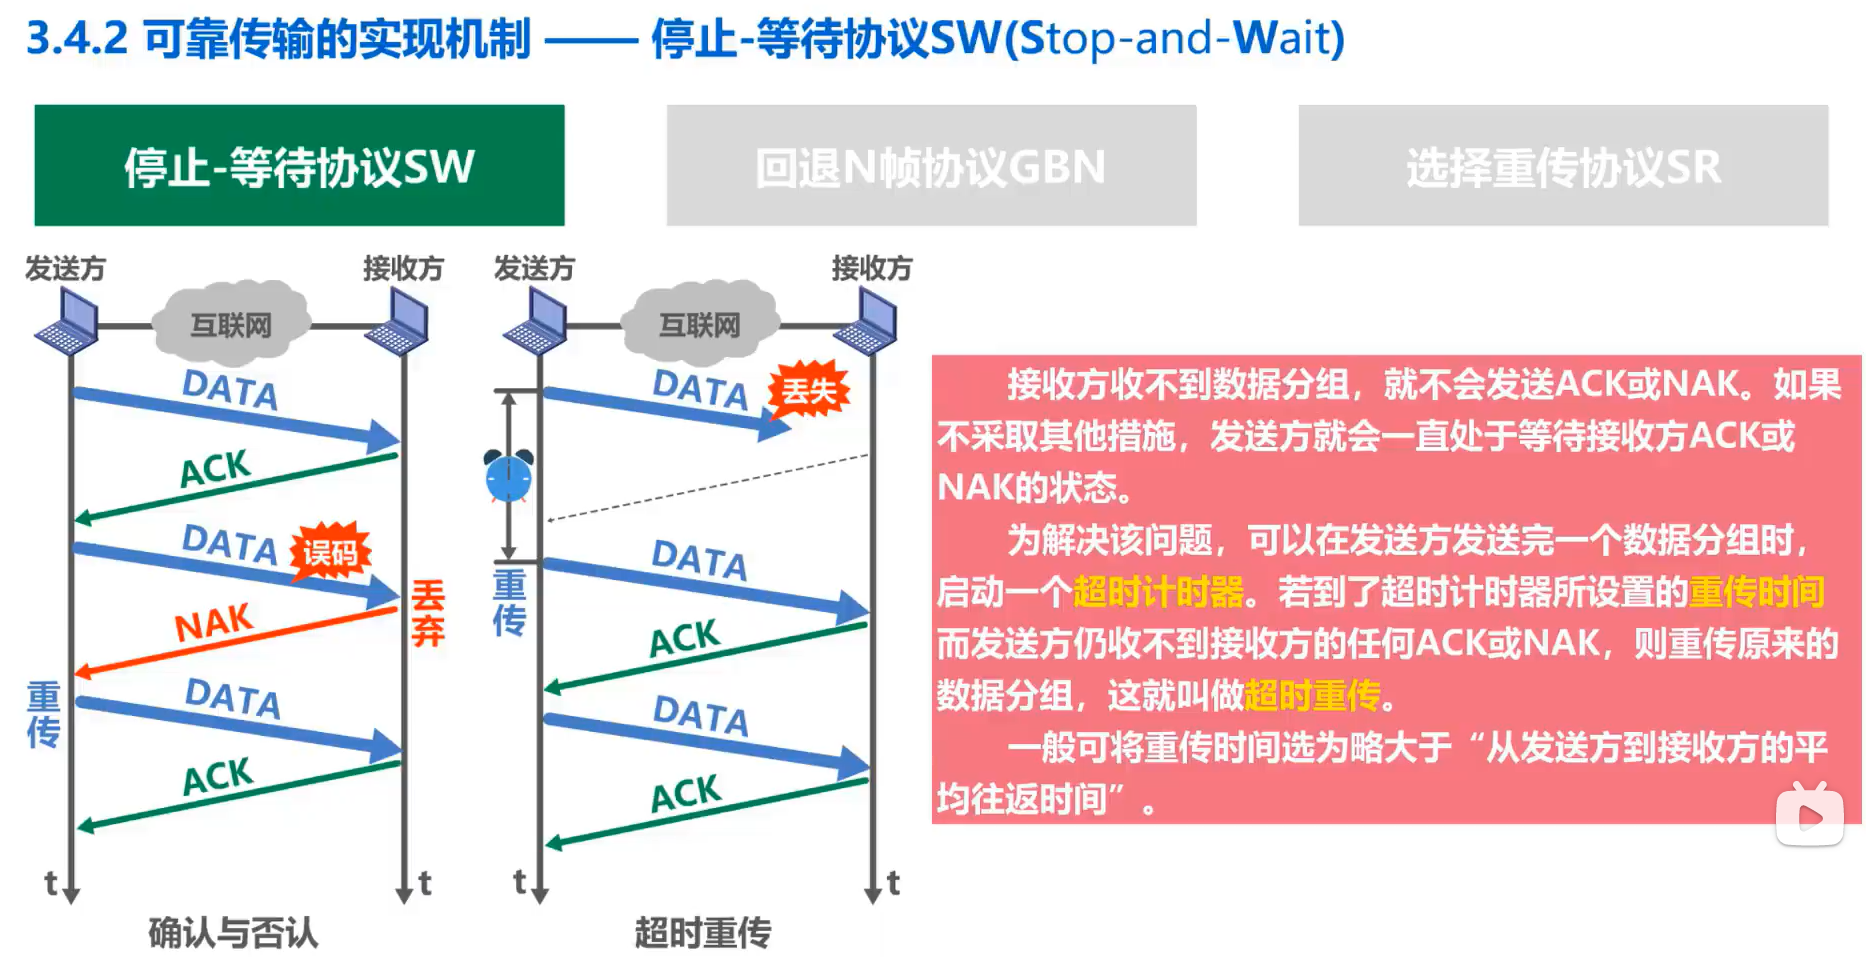 3.4.2 可靠传输的实现机制 —— 停止-等待协议SW(Stop-and-Wait)
停止-等待协议SW
回退N帧协议GBN
选择重传协议SR
发送方
接收方
互联网
DATA
ACK
DATA
误码
丢弃
NAK
重传
DATA
ACK
t
t
确认与否认
发送方
接收方
互联网
DATA
丢失
重传
DATA
ACK
DATA
ACK
t
t
超时重传
接收方收不到数据分组，就不会发送ACK或NAK。如果
不采取其他措施，发送方就会一直处于等待接收方ACK或
NAK的状态。
为解决该问题，可以在发送方发送完一个数据分组时，
启动一个超时计时器。若到了超时计时器所设置的重传时间
而发送方仍收不到接收方的任何ACK或NAK，则重传原来的
数据分组，这就叫做超时重传。
一般可将重传时间选为略大于“从发送方到接收方的平
均往返时间”。